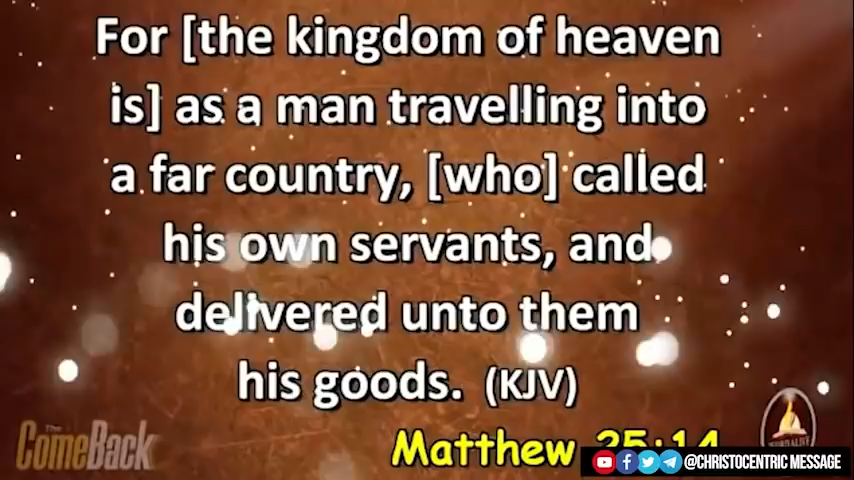 For [the kingdom of heaven
is] as a man travelling into
a far country, [who] called
his own servants, and
delivered unto them
his goods. (KJV)
Matthew 25:14
The
ComeBack
@CHRISTOCENTRIC MESSAGE